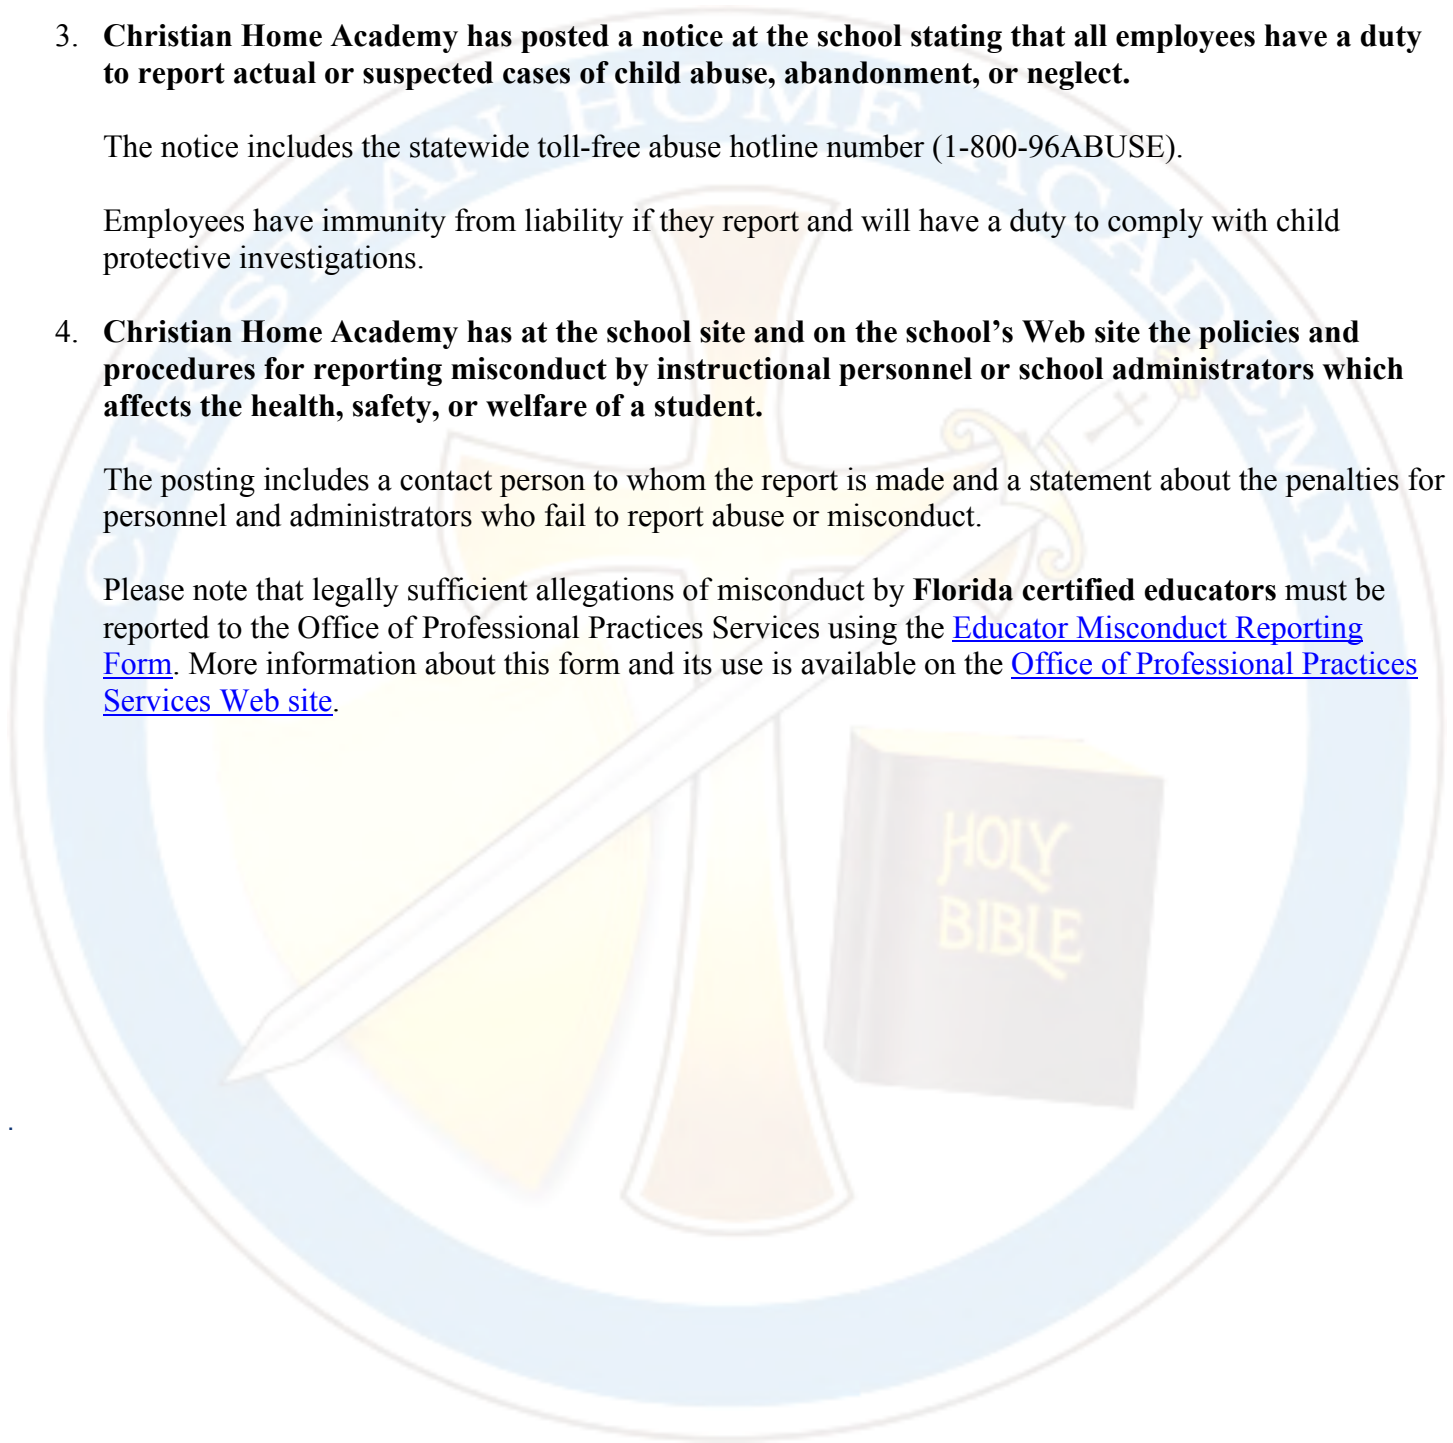 3. Christian Home Academy has posted a notice at the school stating that all employees have a duty
to report actual or suspected cases of child abuse, abandonment, or neglect.
The notice includes the statewide toll-free abuse hotline number (1-800-96ABUSE).
Employees have immunity from liability if they report and will have a duty to comply with child
protective investigations.
4. Christian Home Academy has at the school site and on the school’s Web site the policies and
procedures for reporting misconduct by instructional personnel or school administrators which
affects the health, safety, or welfare of a student.
The posting includes a contact person to whom the report is made and a statement about the penalties for
personnel and administrators who fail to report abuse or misconduct.
Please note that legally sufficient allegations of misconduct by Florida certified educators must be
reported to the Office of Professional Practices Services using the Educator Misconduct Reporting
Form. More information about this form and its use is available on the Office of Professional Practices
Services Web site.
CHRISTIAN HOME ACADEMY
HOLY
BIBLE
.